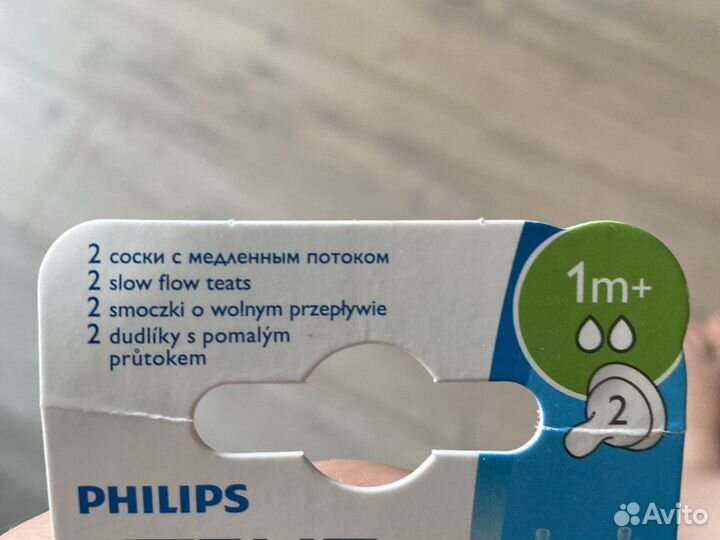 2 соски с медленным потоком
2 slow flow teats
2 smoczki o wolnym przepływie
2 dudlíky s pomalým
průtokem
1m+
2
PHILIPS
Avito